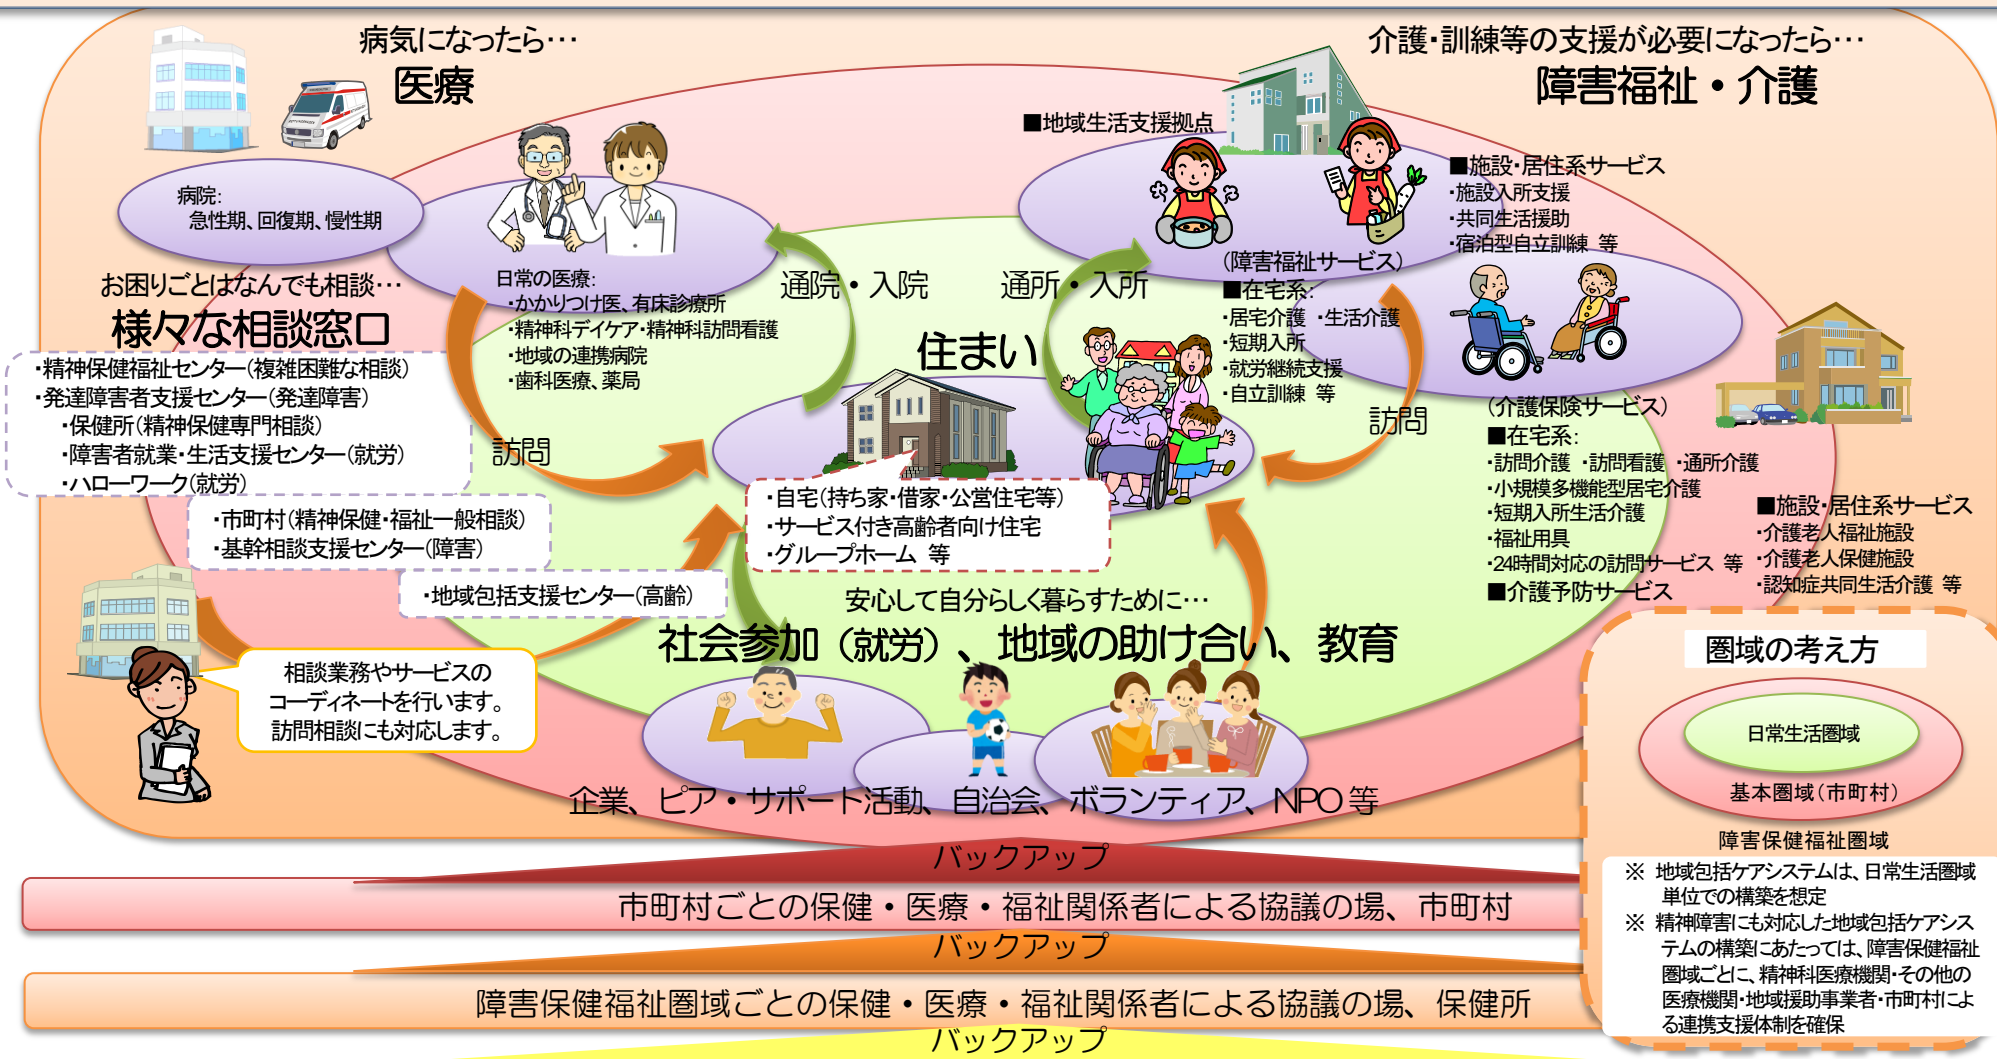 病気になったら…
医療
介護・訓練等の支援が必要になったら…
障害福祉・介護
病院:
急性期、回復期、慢性期
日常の医療:
・かかりつけ医、有床診療所
・精神科デイケア・精神科訪問看護
・地域の連携病院
・歯科医療、薬局
お困りごとはなんでも相談…
様々な相談窓口
・精神保健福祉センター(複雑困難な相談)
・発達障害者支援センター(発達障害)
・保健所(精神保健専門相談)
・障害者就業・生活支援センター(就労)
・ハローワーク(就労)
・市町村(精神保健・福祉一般相談)
・基幹相談支援センター(障害)
・地域包括支援センター(高齢)
相談業務やサービスの
コーディネートを行います。
訪問相談にも対応します。
訪問
通院・入院
通所・入所
住まい
・自宅(持ち家・借家・公営住宅等)
・サービス付き高齢者向け住宅
・グループホーム 等
■地域生活支援拠点
■施設・居住系サービス
・施設入所支援
・共同生活援助
・宿泊型自立訓練 等
(障害福祉サービス)
■在宅系:
・居宅介護 ・生活介護
・短期入所
・就労継続支援
・自立訓練 等
訪問
(介護保険サービス)
■在宅系:
・訪問介護 ・訪問看護 ・通所介護
・小規模多機能型居宅介護
・短期入所生活介護
・福祉用具
・24時間対応の訪問サービス 等
■介護予防サービス
■施設・居住系サービス
・介護老人福祉施設
・介護老人保健施設
・認知症共同生活介護 等
安心して自分らしく暮らすために…
社会参加(就労)、地域の助け合い、教育
企業、ピア・サポート活動、自治会、ボランティア、NPO等
圏域の考え方
日常生活圏域
基本圏域(市町村)
障害保健福祉圏域
※ 地域包括ケアシステムは、日常生活圏域
単位での構築を想定
※ 精神障害にも対応した地域包括ケアシス
テムの構築にあたっては、障害保健福祉
圏域ごとに、精神科医療機関・その他の
医療機関・地域援助事業者・市町村によ
る連携支援体制を確保
バックアップ
市町村ごとの保健・医療・福祉関係者による協議の場、市町村
バックアップ
障害保健福祉圏域ごとの保健・医療・福祉関係者による協議の場、保健所
バックアップ